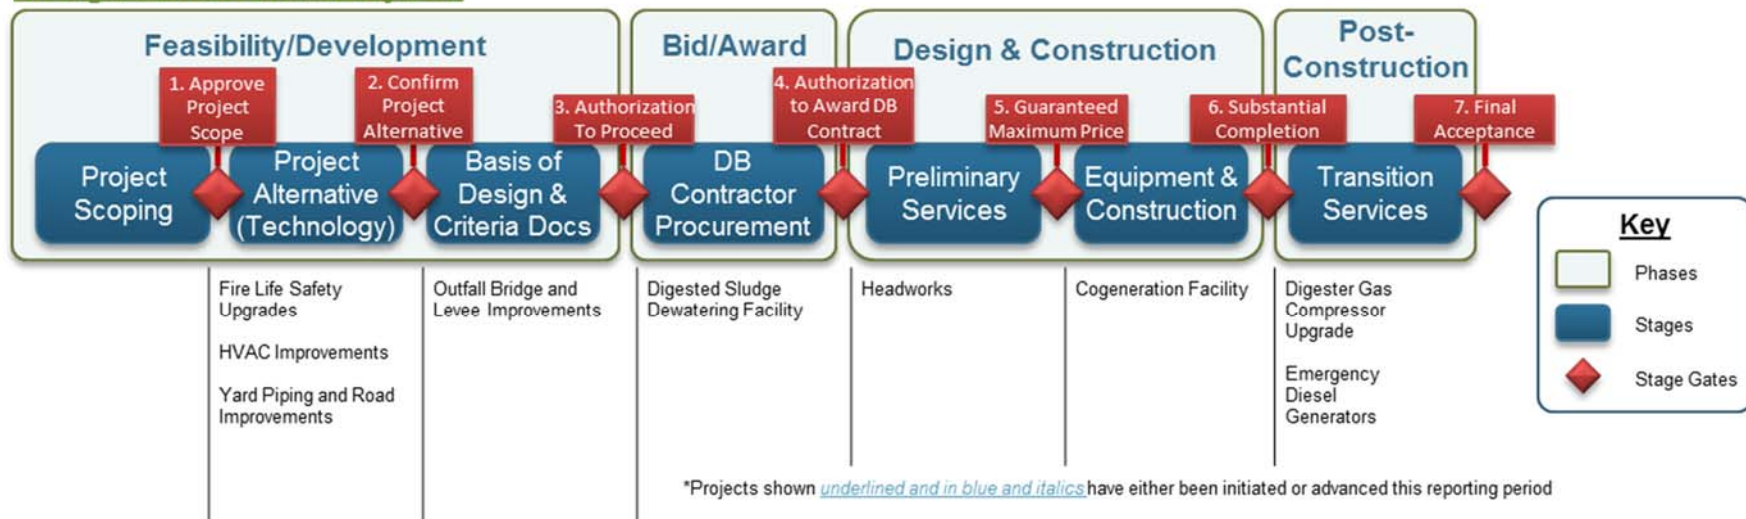 Feasibility/Development
Bid/Award
Design & Construction
Post-
Construction
1. Approve
Project
Scope
2. Confirm
Project
Alternative
3. Authorization
To Proceed
4. Authorization
to Award DB
Contract
5. Guaranteed
Maximum Price
6. Substantial
Completion
7. Final
Acceptance
Project
Scoping
Project
Alternative
(Technology)
Basis of
Design &
Criteria Docs
DB
Contractor
Procurement
Preliminary
Services
Equipment &
Construction
Transition
Services
Key
Phases
Stages
Stage Gates
Fire Life Safety
Upgrades
HVAC Improvements
Yard Piping and Road
Improvements
Outfall Bridge and
Levee Improvements
Digested Sludge
Dewatering Facility
Headworks
Cogeneration Facility
Digester Gas
Compressor
Upgrade
Emergency
Diesel
Generators
*Projects shown underlined and in blue and italics have either been initiated or advanced this reporting period